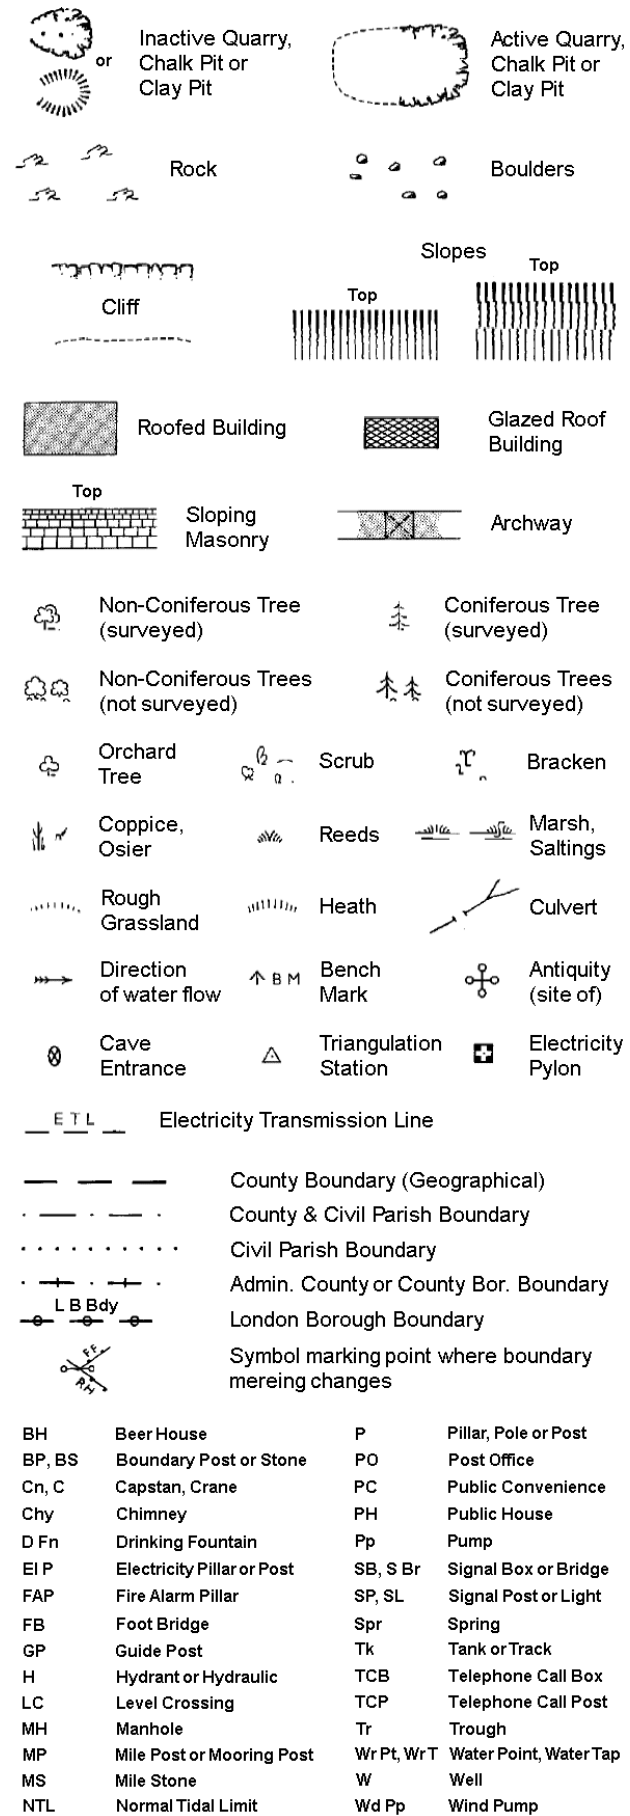 or
Inactive Quarry,
Chalk Pit or
Clay Pit
Active Quarry,
Chalk Pit or
Clay Pit
Rock
Boulders
Cliff
Slopes
Top
Top
Roofed Building
Glazed Roof
Building
Top
Sloping
Masonry
Archway
Non-Coniferous Tree
(surveyed)
Coniferous Tree
(surveyed)
Non-Coniferous Trees
(not surveyed)
Coniferous Trees
(not surveyed)
Orchard
Tree
Scrub
Bracken
Coppice,
Osier
Reeds
Marsh,
Saltings
Rough
Grassland
Heath
Culvert
Direction
of water flow
B M
Bench
Mark
Antiquity
(site of)
Cave
Entrance
Triangulation
Station
Electricity
Pylon
E T L
Electricity Transmission Line
County Boundary (Geographical)
County & Civil Parish Boundary
Civil Parish Boundary
Admin. County or County Bor. Boundary
L B Bdy
London Borough Boundary
FF
RH
Symbol marking point where boundary
mereing changes
BH Beer House
BP, BS Boundary Post or Stone
Cn, C Capstan, Crane
Chy Chimney
D Fn Drinking Fountain
El P Electricity Pillar or Post
FAP Fire Alarm Pillar
FB Foot Bridge
GP Guide Post
H Hydrant or Hydraulic
LC Level Crossing
MH Manhole
MP Mile Post or Mooring Post
MS Mile Stone
NTL Normal Tidal Limit
P Pillar, Pole or Post
PO Post Office
PC Public Convenience
PH Public House
Pp Pump
SB, S Br Signal Box or Bridge
SP, SL Signal Post or Light
Spr Spring
Tk Tank or Track
TCB Telephone Call Box
TCP Telephone Call Post
Tr Trough
Wr Pt, Wr T Water Point, Water Tap
W Well
Wd Pp Wind Pump